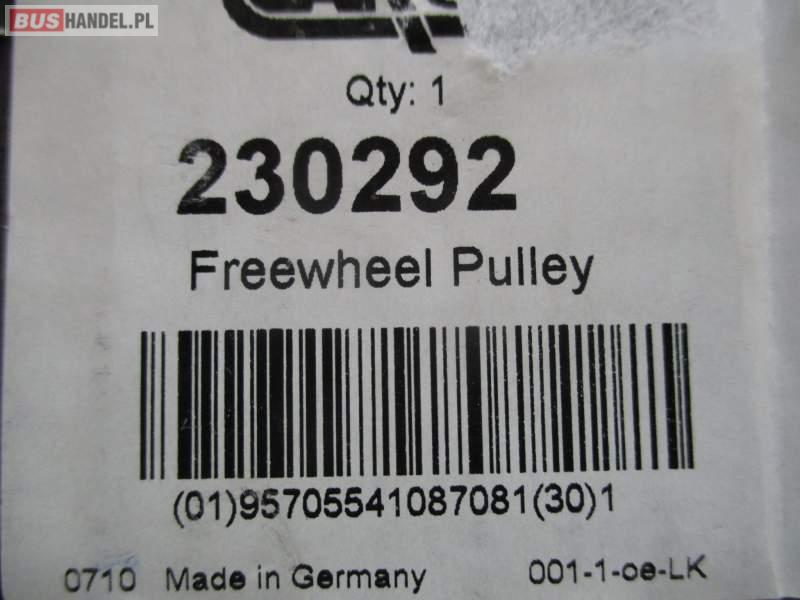 BUSHANDEL.PL
Qty: 1
230292
Freewheel Pulley
(01)95705541087081(30)1
0710 Made in Germany 001-1-oe-LK